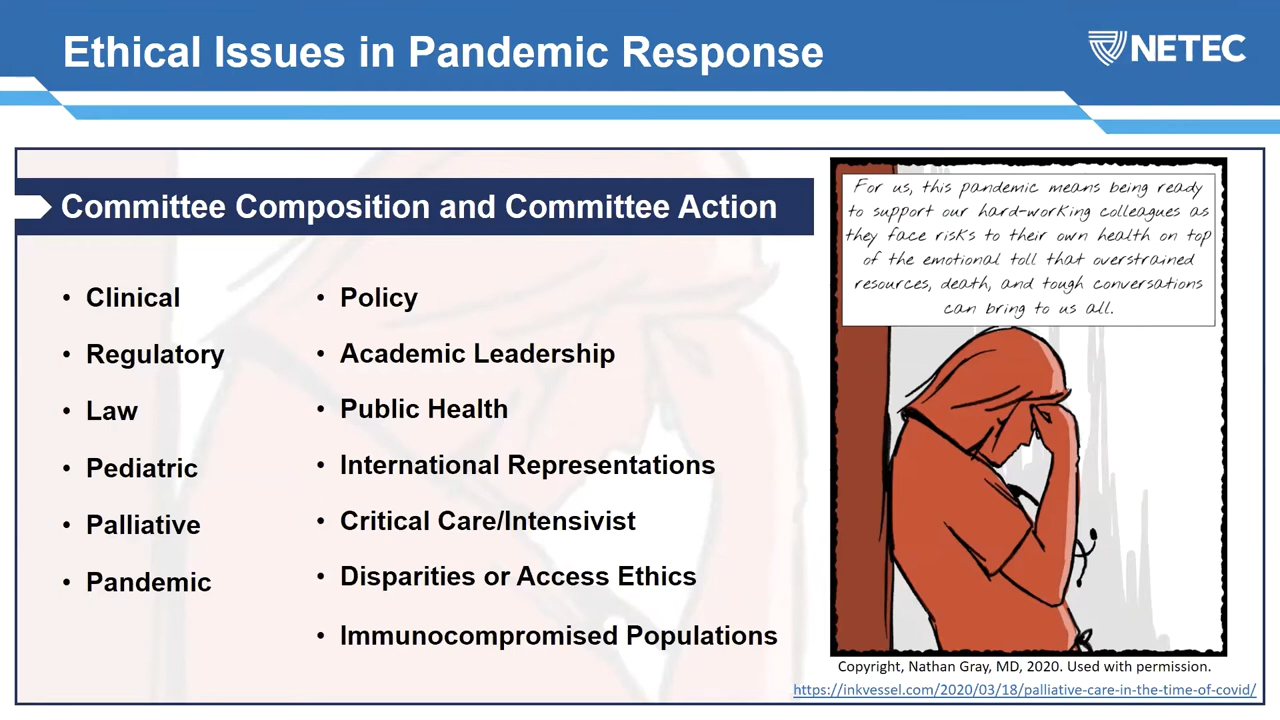 Ethical Issues in Pandemic Response
NETEC
Committee Composition and Committee Action
• Clinical
• Regulatory
• Law
• Pediatric
• Palliative
• Pandemic
• Policy
• Academic Leadership
• Public Health
• International Representations
• Critical Care/Intensivist
• Disparities or Access Ethics
• Immunocompromised Populations
For us, this pandemic means being ready
to support our hard-working colleagues as
they face risks to their own health on top
of the emotional toll that overstrained
resources, death, and tough conversations
can bring to us all.
Copyright, Nathan Gray, MD, 2020. Used with permission.
https://inkvessel.com/2020/03/18/palliative-care-in-the-time-of-covid/